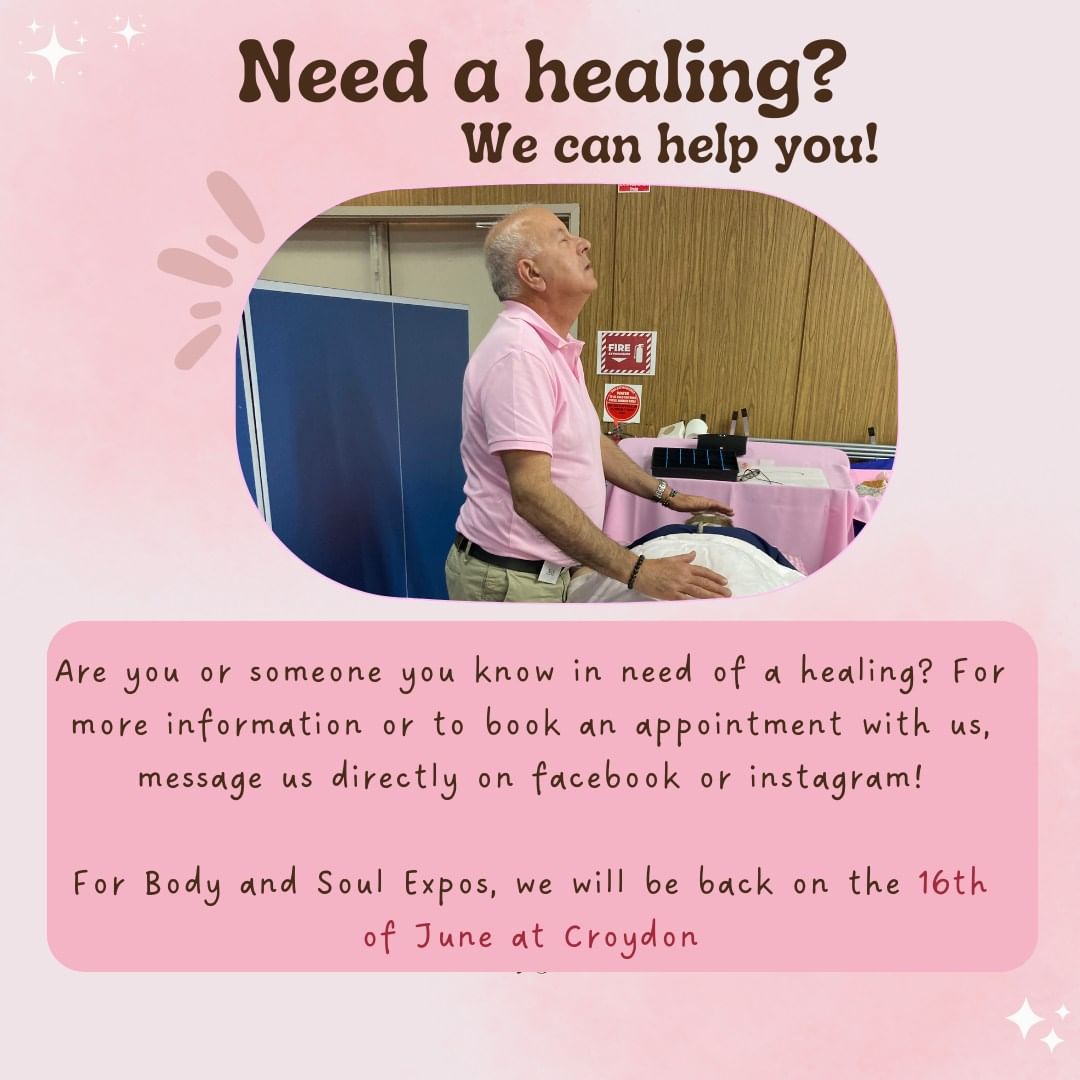 Need a healing?
We can help you!
FIRE
Are you or someone you know in need of a healing? For
more information or to book an appointment with us,
message us directly on facebook or instagram!
For Body and Soul Expos, we will be back on the 16th
of June at Croydon